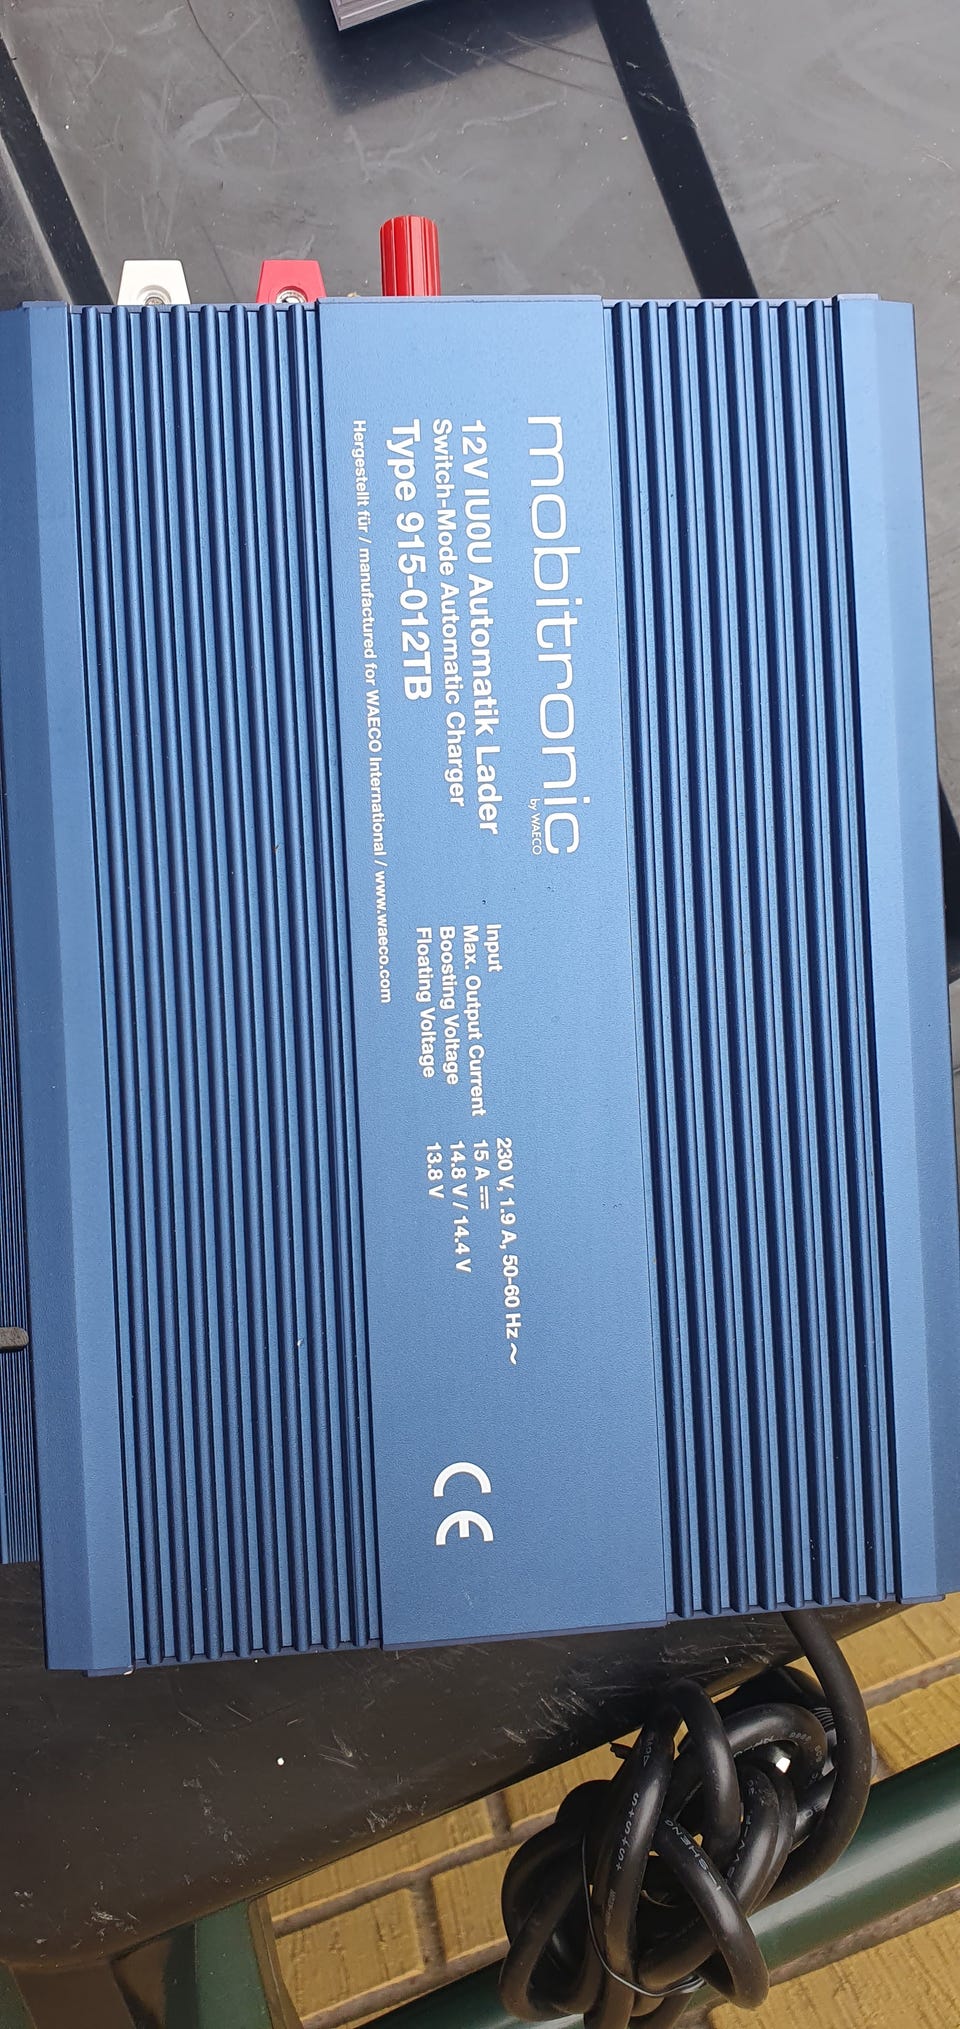 mobitronic
by WAECO
12V IU0U Automatik Lader
Switch-Mode Automatic Charger
Type 915-012TB
Hergestellt für / manufactured for WAECO International / www.waeco.com
Input 230 V, 1.9 A, 50-60 Hz ~
Max. Output Current 15 A ⎓
Boosting Voltage 14.8 V / 14.4 V
Floating Voltage 13.8 V
CE